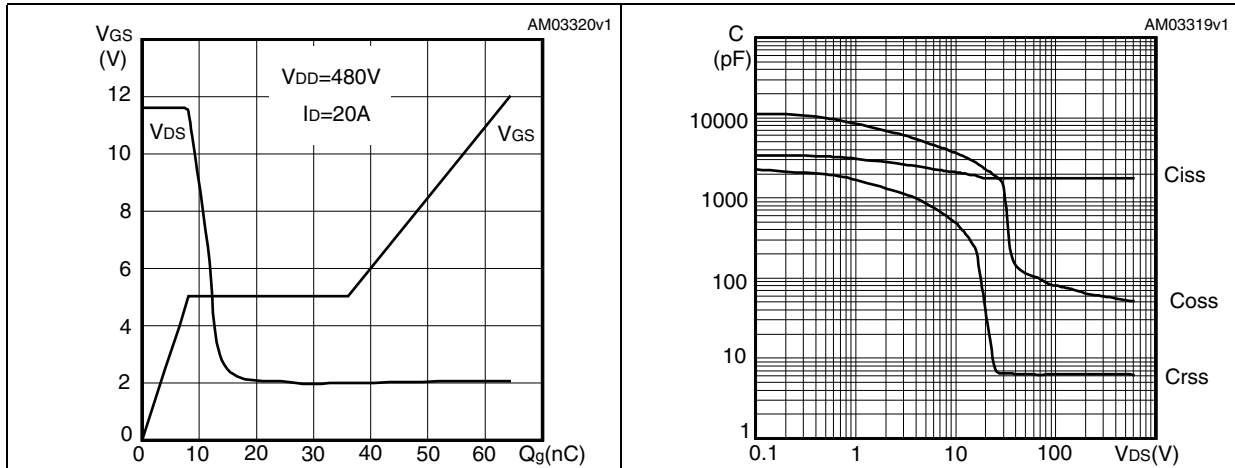 AM03320v1
VGS
(V)
VDD=480V
ID=20A
12
VDS
VGS
10
8
6
4
2
0
0 10 20 30 40 50 60 Qg(nC)
AM03319v1
C
(pF)
10000
Ciss
1000
100
Coss
10
Crss
1
0.1 1 10 100 VDS(V)